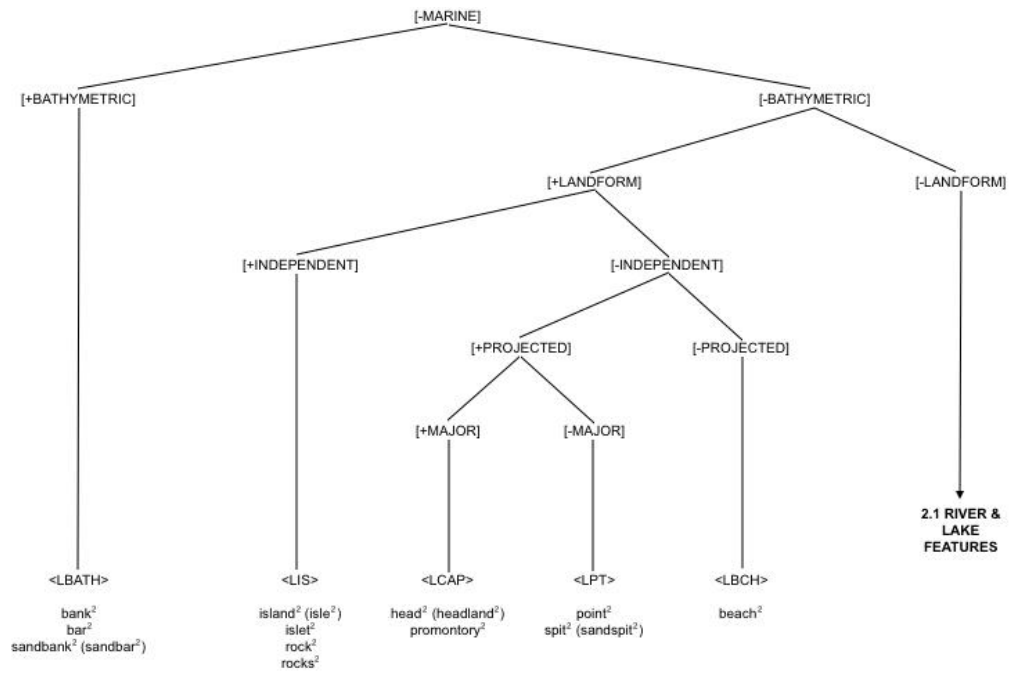 [-MARINE]
[+BATHYMETRIC] [-BATHYMETRIC]
[+LANDFORM] [-LANDFORM]
[+INDEPENDENT] [-INDEPENDENT]
[+PROJECTED] [-PROJECTED]
[+MAJOR] [-MAJOR]
2.1 RIVER &
LAKE
FEATURES
<LBATH> <LIS> <LCAP> <LPT> <LBCH>
bank² island² (isle²) head² (headland²) point² beach²
bar² islet² promontory² spit² (sandspit²)
sandbank² (sandbar²) rock²
rocks²